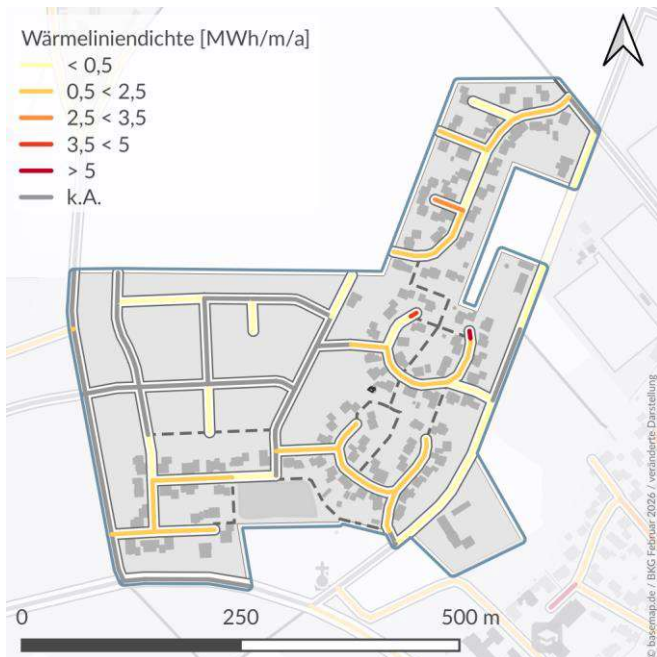 Wärmeliniendichte [MWh/m/a]
< 0,5
0,5 < 2,5
2,5 < 3,5
3,5 < 5
> 5
k.A.
0 250 500 m
© basemap.de / BKG Februar 2026 / veränderte Darstellung